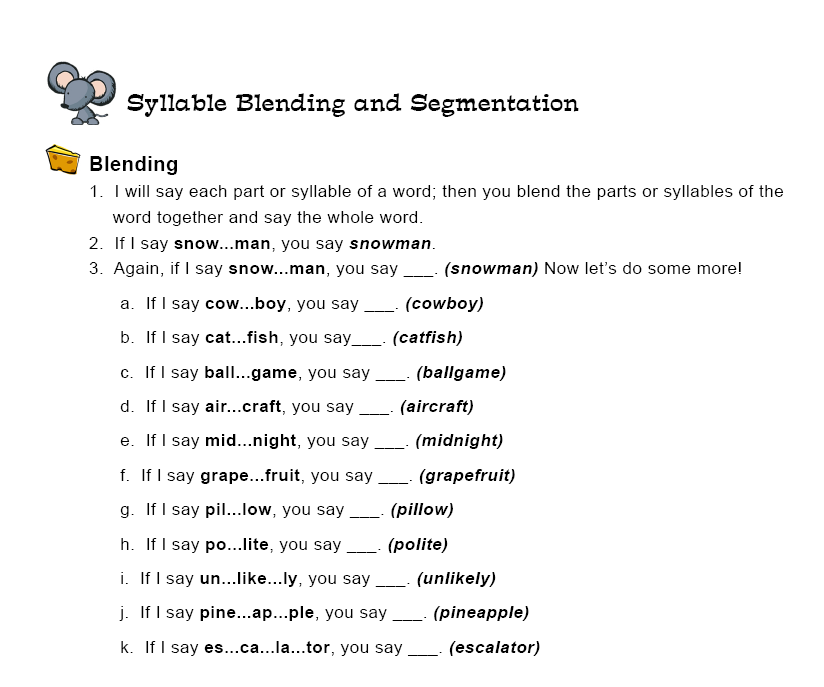 Syllable Blending and Segmentation
Blending
1. I will say each part or syllable of a word; then you blend the parts or syllables of the
word together and say the whole word.
2. If I say snow...man, you say snowman.
3. Again, if I say snow...man, you say ___. (snowman) Now let's do some more!
a. If I say cow...boy, you say ___. (cowboy)
b. If I say cat...fish, you say___. (catfish)
c. If I say ball...game, you say ___. (ballgame)
d. If I say air...craft, you say ___. (aircraft)
e. If I say mid...night, you say ___. (midnight)
f. If I say grape...fruit, you say ___. (grapefruit)
g. If I say pil...low, you say ___. (pillow)
h. If I say po...lite, you say ___. (polite)
i. If I say un...like...ly, you say ___. (unlikely)
j. If I say pine...ap...ple, you say ___. (pineapple)
k. If I say es...ca...la...tor, you say ___. (escalator)